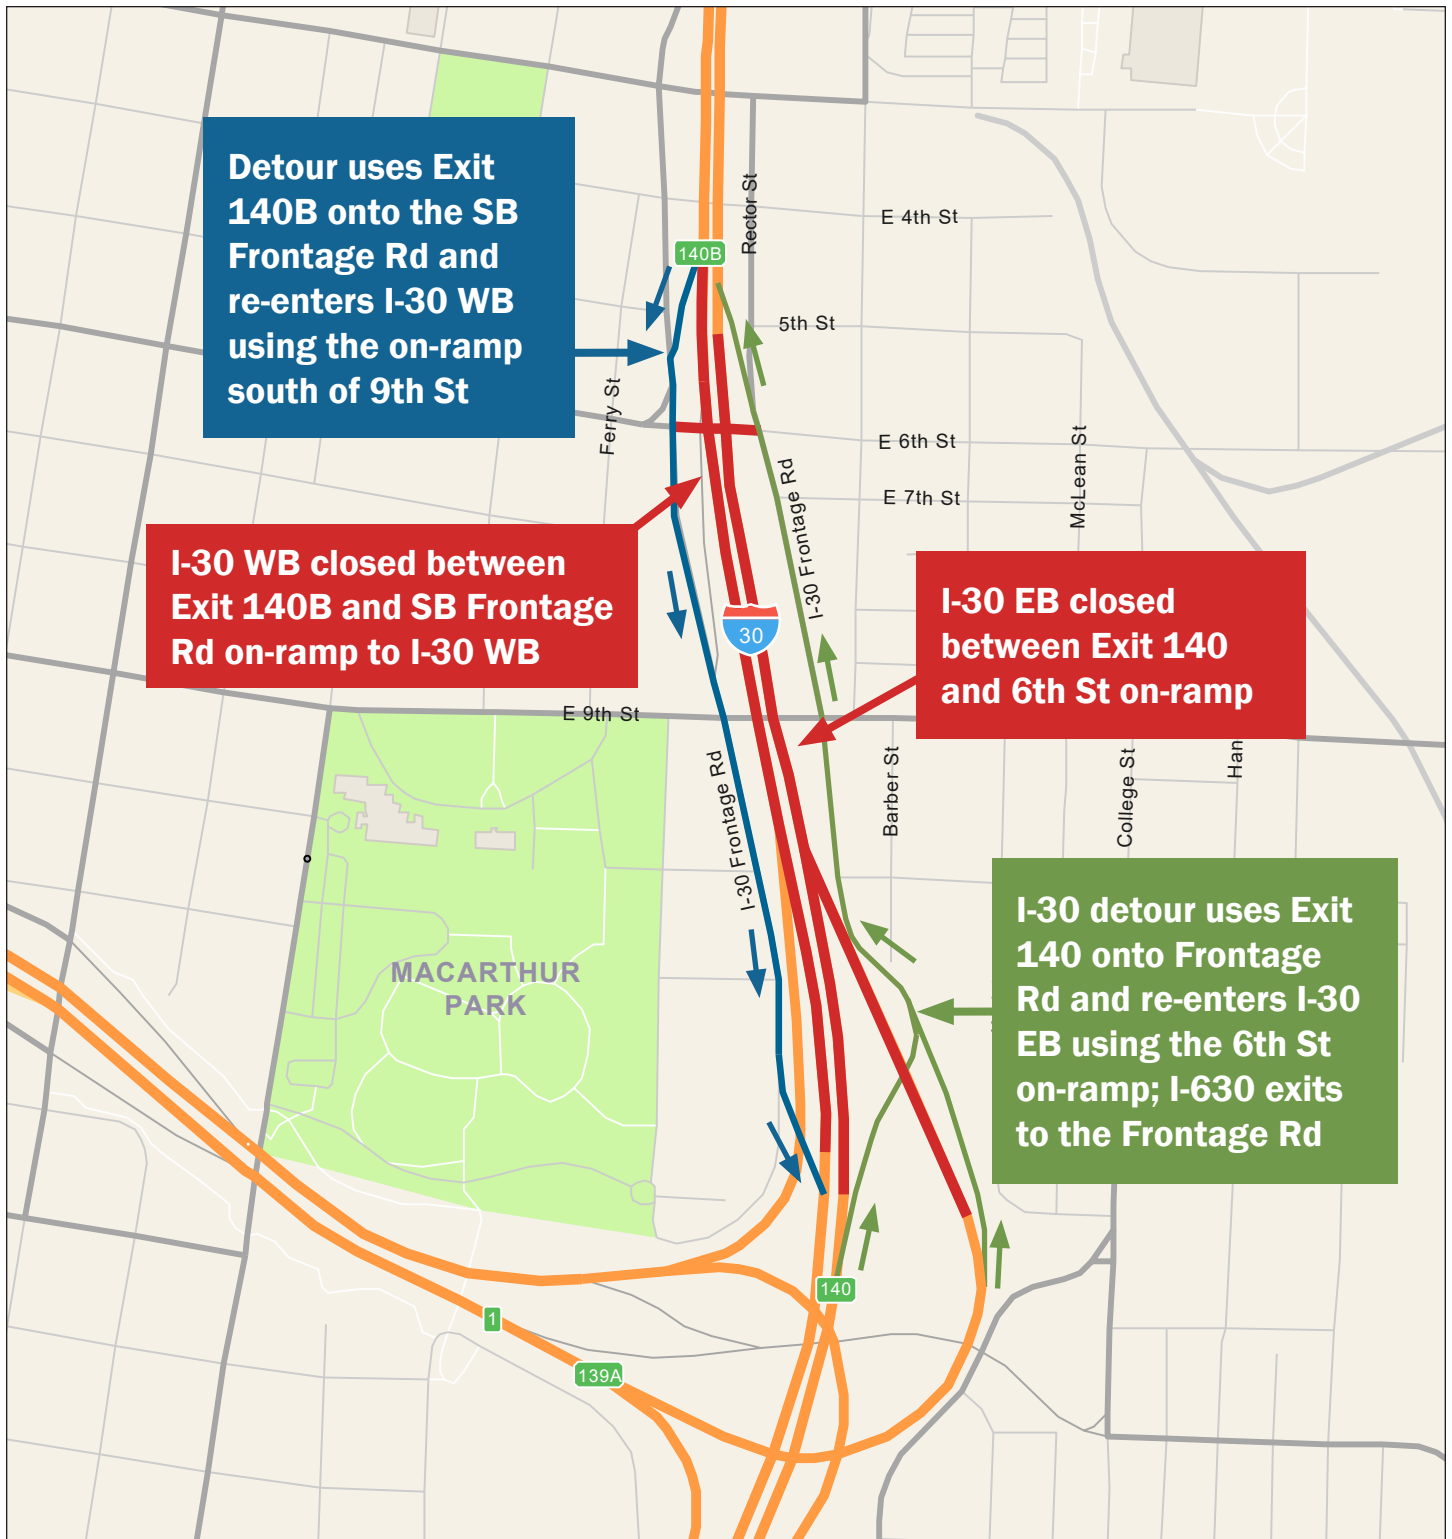 Detour uses Exit
140B onto the SB
Frontage Rd and
re-enters I-30 WB
using the on-ramp
south of 9th St
140B
Rector St
E 4th St
5th St
Ferry St
E 6th St
McLean St
E 7th St
I-30 Frontage Rd
I-30 WB closed between
Exit 140B and SB Frontage
Rd on-ramp to I-30 WB
30
I-30 EB closed
between Exit 140
and 6th St on-ramp
E 9th St
I-30 Frontage Rd
Barber St
College St
Han
I-30 detour uses Exit
140 onto Frontage
Rd and re-enters I-30
EB using the 6th St
on-ramp; I-630 exits
to the Frontage Rd
MACARTHUR
PARK
140
1
139A